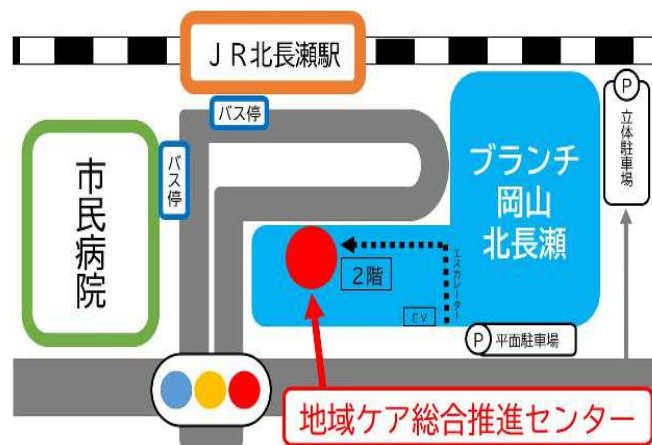 JR北長瀬駅
バス停
バス停
市民病院
ブランチ
岡山
北長瀬
P
立体駐車場
2階
エスカレーター
EV
P 平面駐車場
地域ケア総合推進センター